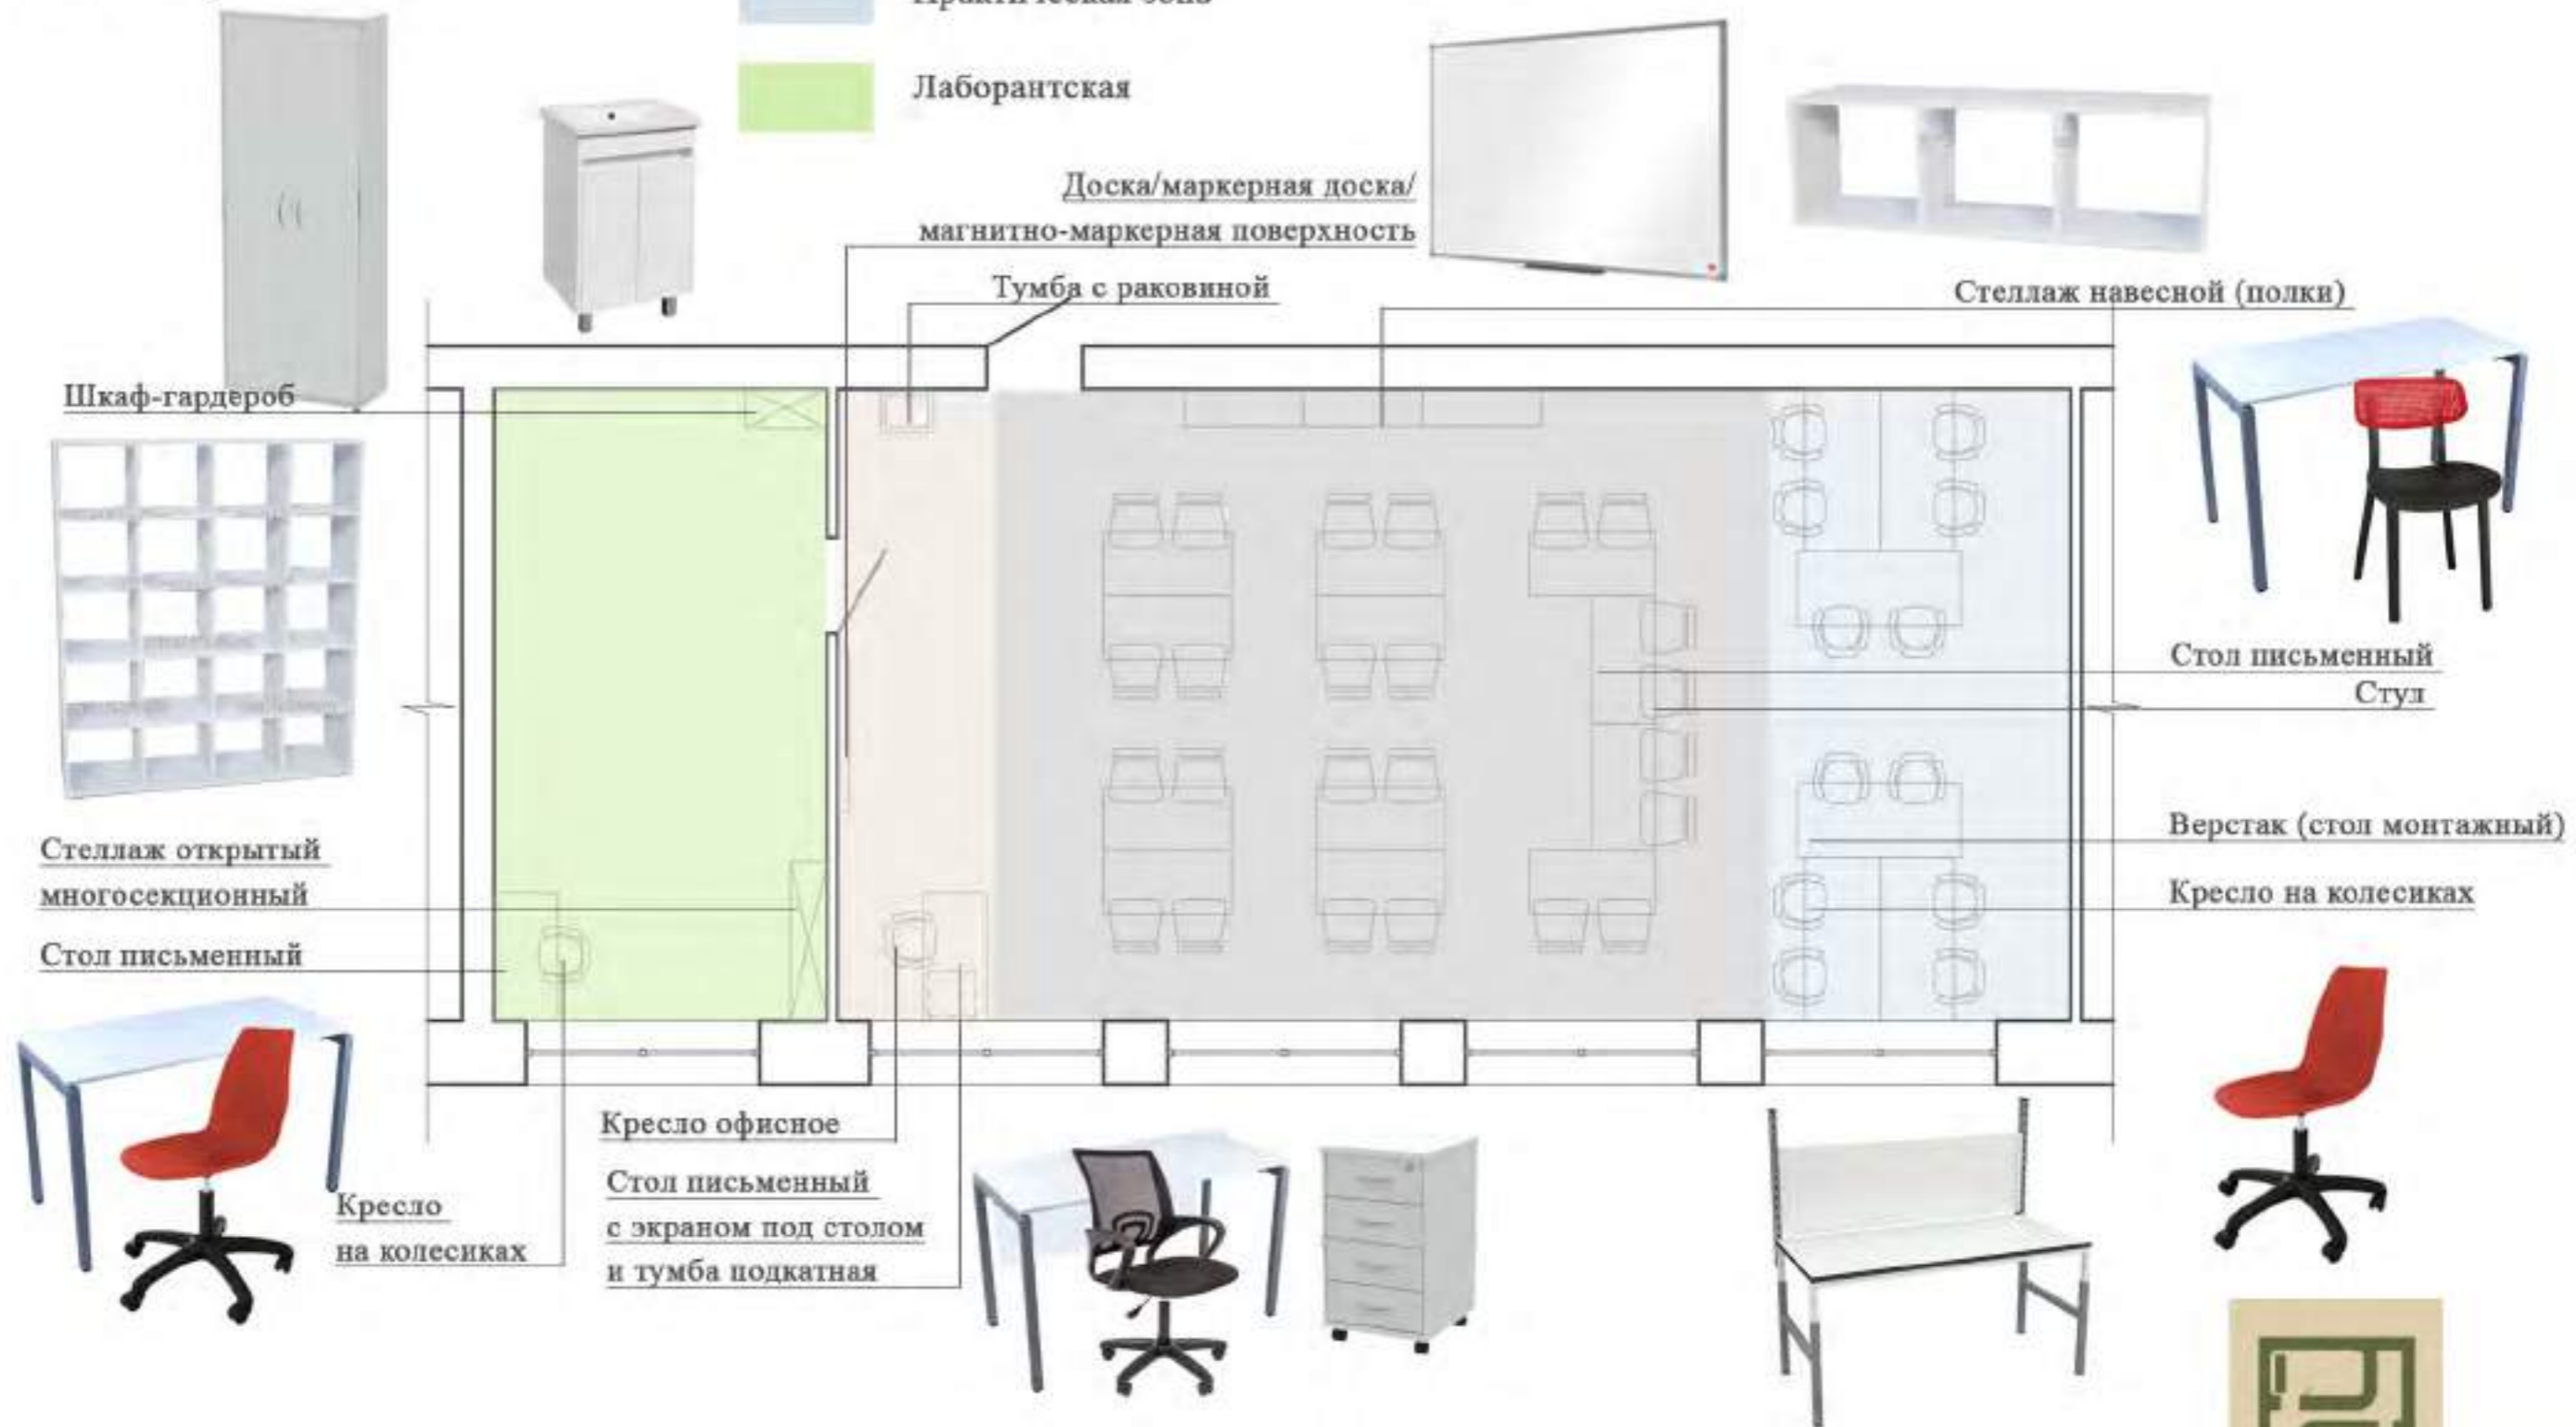 Практическая зона
Лаборантская
Доска/маркерная доска/
магнитно-маркерная поверхность
Тумба с раковиной
Стеллаж навесной (полки)
Шкаф-гардероб
Стол письменный
Стул
Верстак (стол монтажный)
Кресло на колесиках
Стеллаж открытый
многосекционный
Стол письменный
Кресло
на колесиках
Кресло офисное
Стол письменный
с экраном под столом
и тумба подкатная